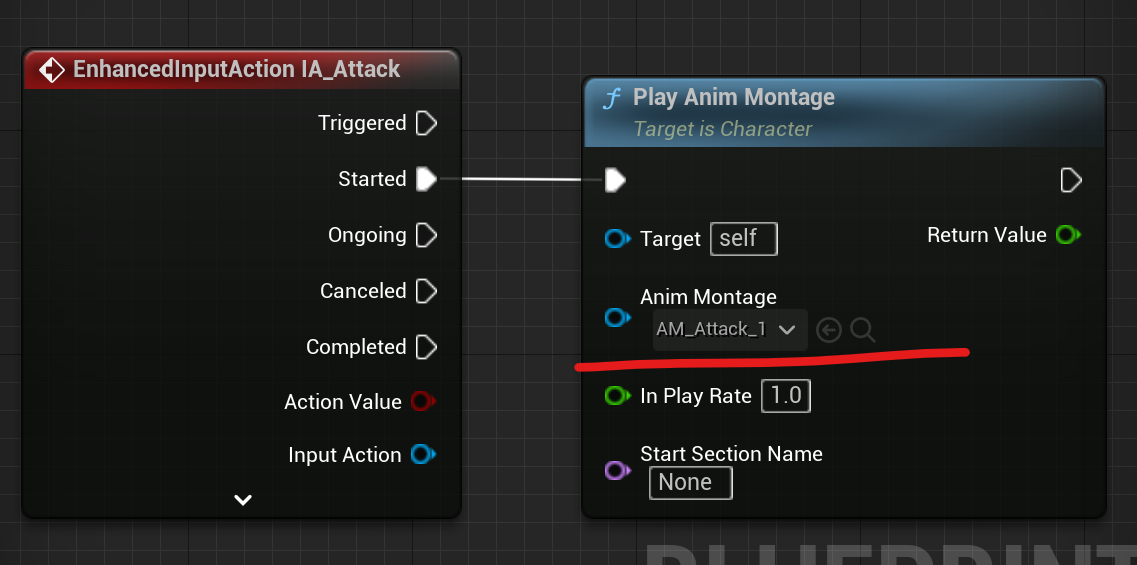 EnhancedInputAction IA_Attack
Triggered
Started
Ongoing
Canceled
Completed
Action Value
Input Action
f Play Anim Montage
Target is Character
Target self
Return Value
Anim Montage
AM_Attack_1
In Play Rate 1.0
Start Section Name
None
BLUEPRINT